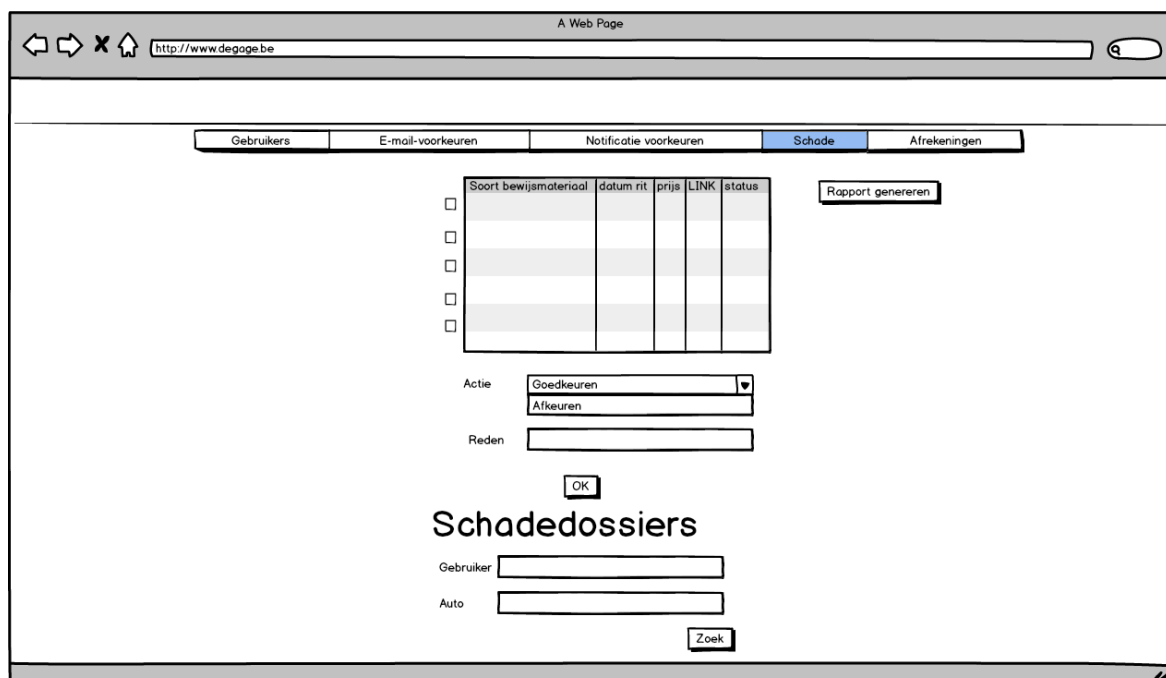 A Web Page
http://www.degage.be
Gebruikers E-mail-voorkeuren Notificatie voorkeuren Schade Afrekeningen
Soort bewijsmateriaal datum rit prijs LINK status
Rapport genereren
Actie Goedkeuren
Afkeuren
Reden
OK
Schadedossiers
Gebruiker
Auto
Zoek